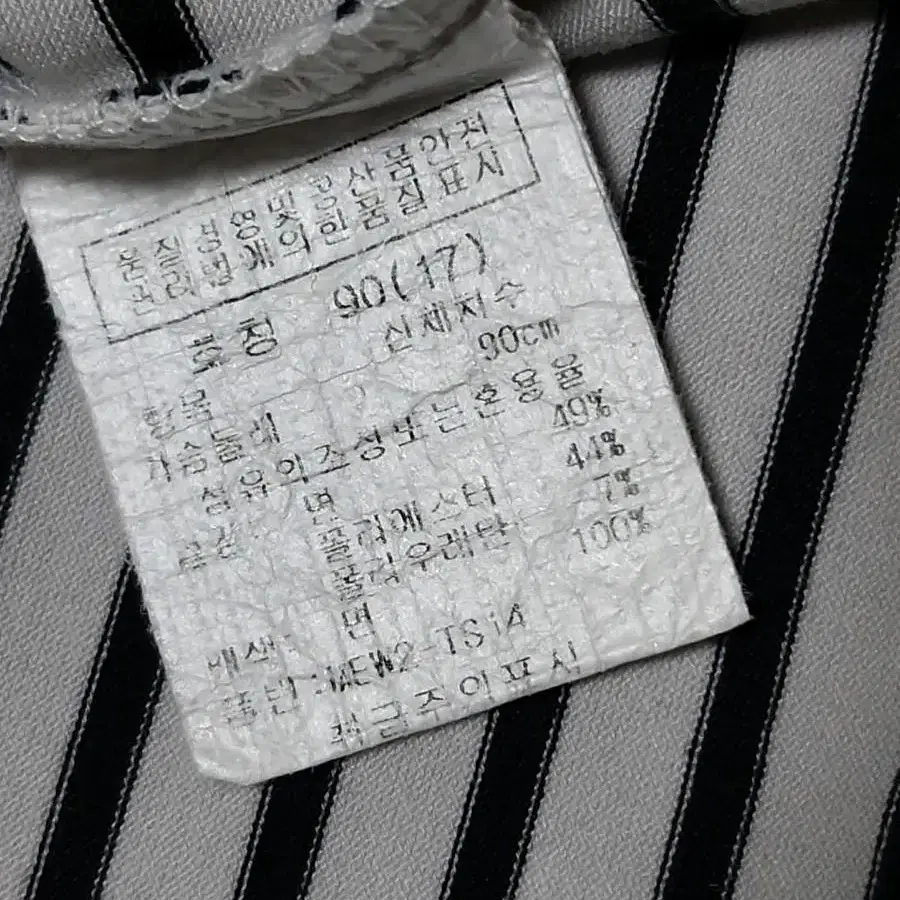 품질경영 및 공산품안전
관리법에 의한 품질표시
호칭 90(17)
신체치수
가슴둘레 90cm
섬유의조성또는혼용율
겉감: 면 49%
폴리에스터 44%
폴리우레탄 7%
배색: 면 100%
품번:WEW2-TS14
취급주의표시